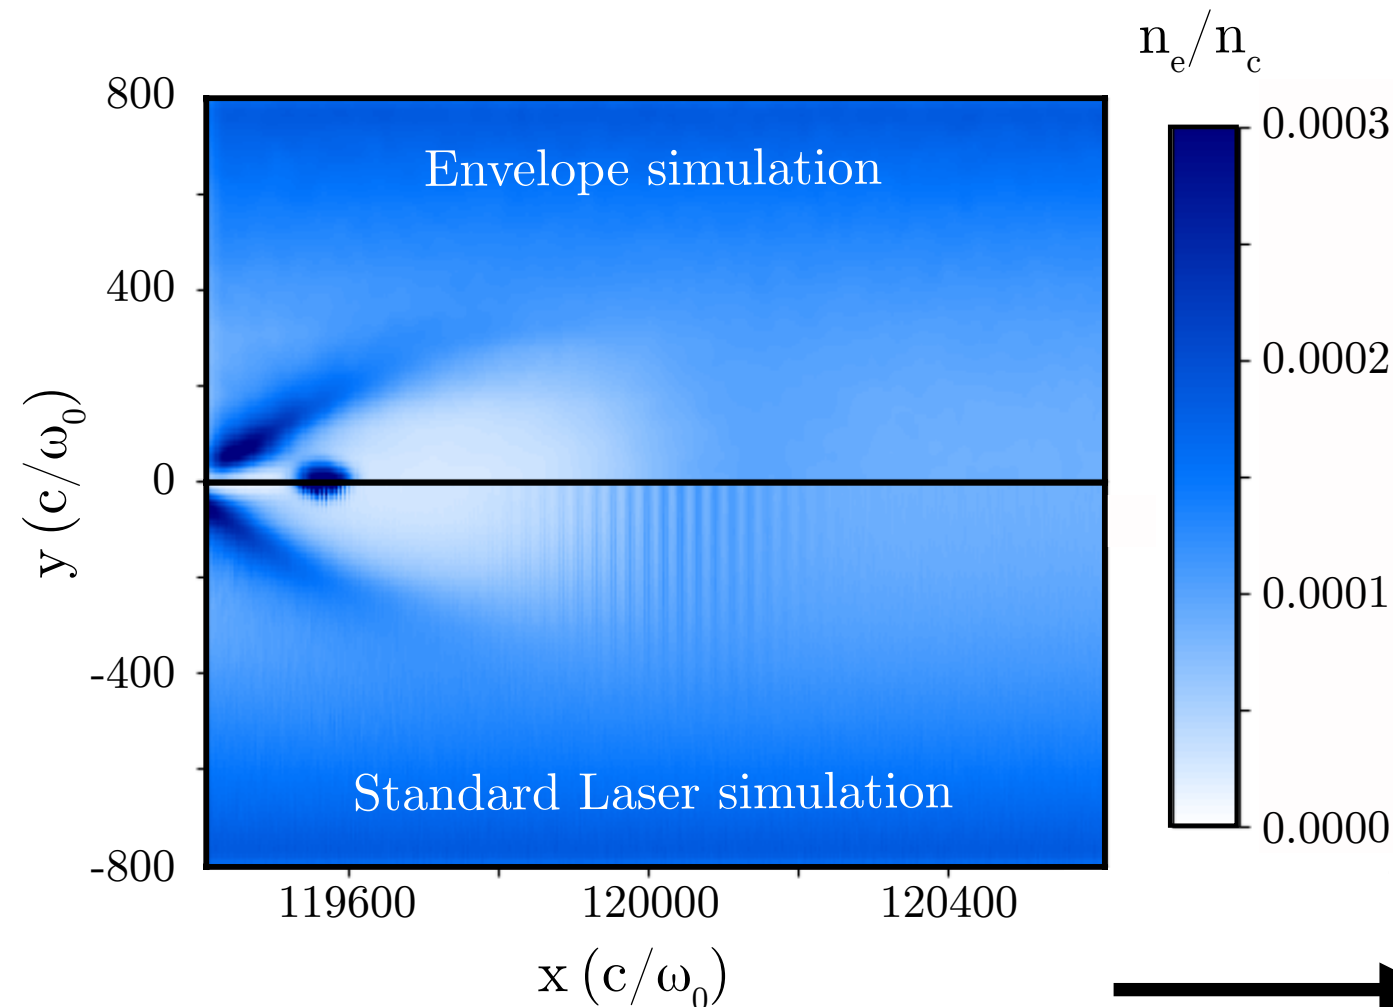 n_e/n_c
800
Envelope simulation
400
0
-400
Standard Laser simulation
-800
y (c/ω_0)
119600
120000
120400
x (c/ω_0)
0.0003
0.0002
0.0001
0.0000